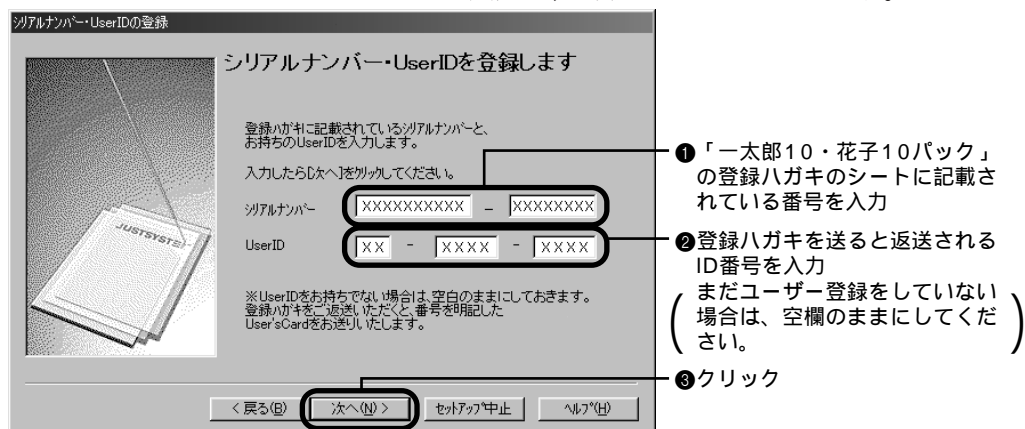 シリアルナンバー・UserIDの登録
シリアルナンバー・UserIDを登録します
JUSTSYSTE
登録ハガキに記載されているシリアルナンバーと、
お持ちのUserIDを入力します。
入力したら[次へ]をクリックしてください。
シリアルナンバー XXXXXXXXXX - XXXXXXXX
UserID XX - XXXX - XXXX
※UserIDをお持ちでない場合は、空白のままにしておきます。
登録ハガキをご返送いただくと、番号を明記した
User'sCardをお送りいたします。
<戻る(B) 次へ(N)> セットアップ中止 ヘルプ(H)
❶「一太郎10・花子10パック」
の登録ハガキのシートに記載さ
れている番号を入力
❷登録ハガキを送ると返送される
ID番号を入力
(まだユーザー登録をしていない
場合は、空欄のままにしてくだ
さい。)
❸クリック